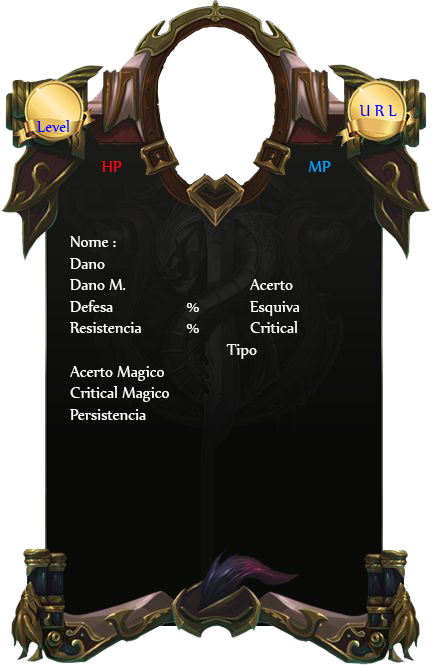 Level
U R L
HP
MP
Nome :
Dano
Dano M.
Acerto
Defesa %
Esquiva
Resistencia %
Critical
Tipo
Acerto Magico
Critical Magico
Persistencia